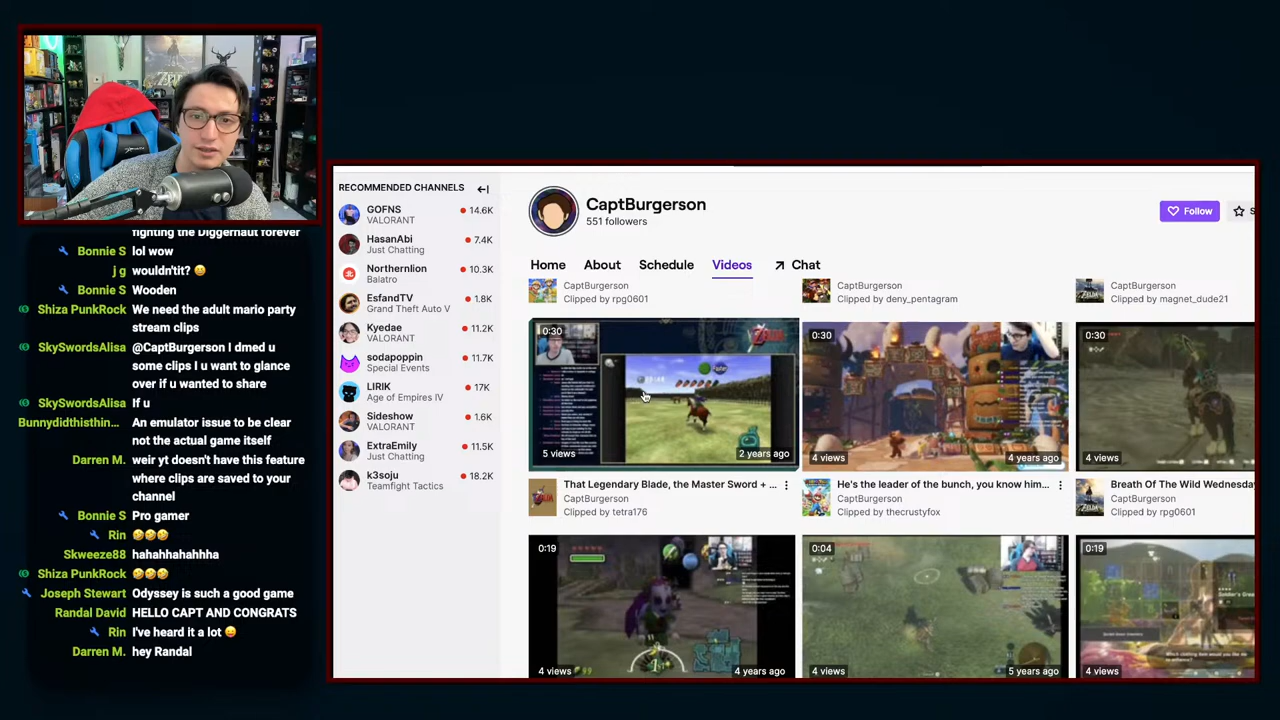 fighting the Diggernaut forever
Bonnie S lol wow
j g wouldn'tit? 😄
Bonnie S Wooden
Shiza PunkRock We need the adult mario party
stream clips
SkySwordsAlisa @CaptBurgerson I dmed u
some clips I u want to glance
over if u wanted to share
SkySwordsAlisa If u
Bunnydidthisthin... An emulator issue to be clear
not the actual game itself
Darren M. weir yt doesn't have this feature
where clips are saved to your
channel
Bonnie S Pro gamer
Rin 🤣🤣🤣
Skweeze88 hahahhahahhha
Shiza PunkRock 🤣🤣🤣
Joseph Stewart Odyssey is such a good game
Randal David HELLO CAPT AND CONGRATS
Rin I've heard it a lot 😛
Darren M. hey Randal
RECOMMENDED CHANNELS
GOFNS 14.6K
VALORANT
HasanAbi 7.4K
Just Chatting
Northernlion 10.3K
Balatro
EsfandTV 1.8K
Grand Theft Auto V
Kyedae 11.2K
VALORANT
sodapoppin 11.7K
Special Events
LIRIK 17K
Age of Empires IV
Sideshow 1.6K
VALORANT
ExtraEmily 11.5K
Just Chatting
k3soju 18.2K
Teamfight Tactics
CaptBurgerson
551 followers
Follow
Home About Schedule Videos Chat
CaptBurgerson
Clipped by rpg0601
CaptBurgerson
Clipped by deny_pentagram
CaptBurgerson
Clipped by magnet_dude21
0:30
5 views 2 years ago
That Legendary Blade, the Master Sword + ...
CaptBurgerson
Clipped by tetra176
0:30
4 views 4 years ago
He's the leader of the bunch, you know him...
CaptBurgerson
Clipped by thecrustyfox
0:30
4 views
Breath Of The Wild Wednesda
CaptBurgerson
Clipped by rpg0601
0:19
4 views 4 years ago
0:04
4 views 5 years ago
0:19
4 views